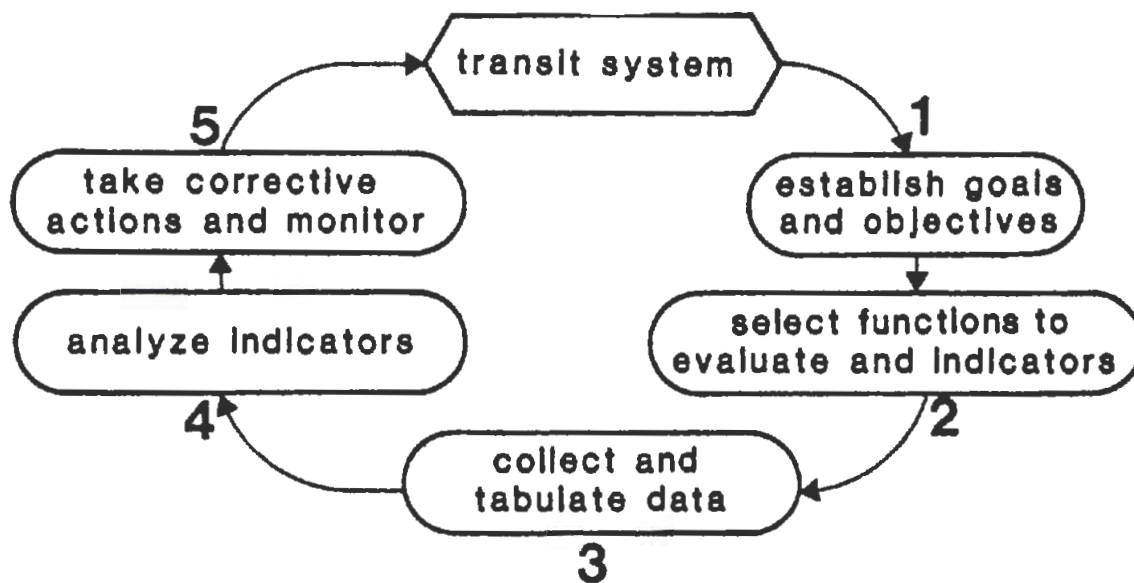 transit system
1
establish goals
and objectives
select functions to
evaluate and indicators
2
collect and
tabulate data
3
4
analyze indicators
5
take corrective
actions and monitor